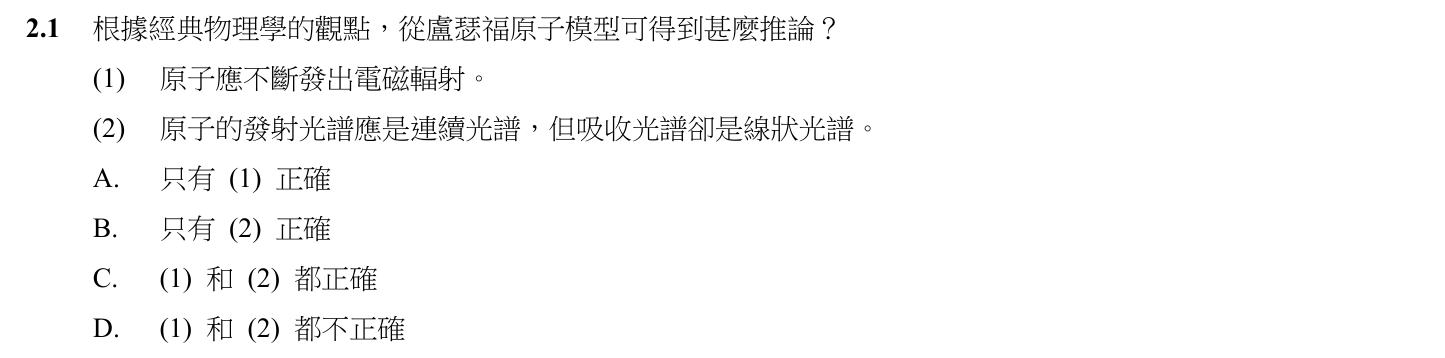 2.1 根據經典物理學的觀點，從盧瑟福原子模型可得到甚麼推論？
(1) 原子應不斷發出電磁輻射。
(2) 原子的發射光譜應是連續光譜，但吸收光譜卻是線狀光譜。
A. 只有 (1) 正確
B. 只有 (2) 正確
C. (1) 和 (2) 都正確
D. (1) 和 (2) 都不正確